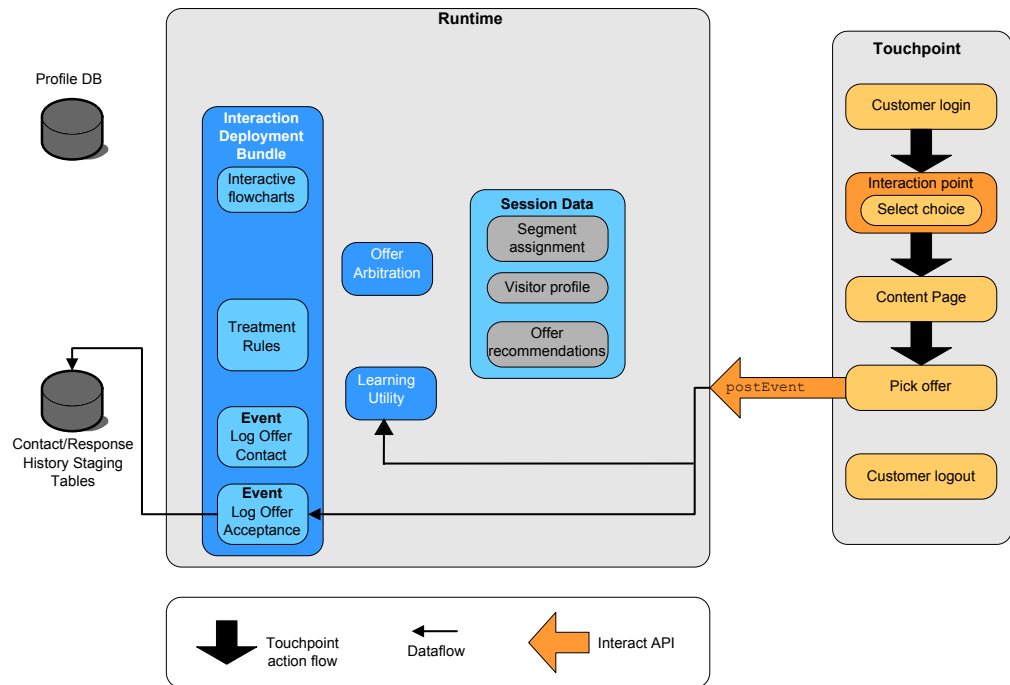 Runtime
Profile DB
Interaction
Deployment
Bundle
Interactive
flowcharts
Treatment
Rules
Event
Log Offer
Contact
Event
Log Offer
Acceptance
Contact/Response
History Staging
Tables
Offer
Arbitration
Learning
Utility
Session Data
Segment
assignment
Visitor profile
Offer
recommendations
postEvent
Touchpoint
Customer login
Interaction point
Select choice
Content Page
Pick offer
Customer logout
Touchpoint
action flow
Dataflow
Interact API